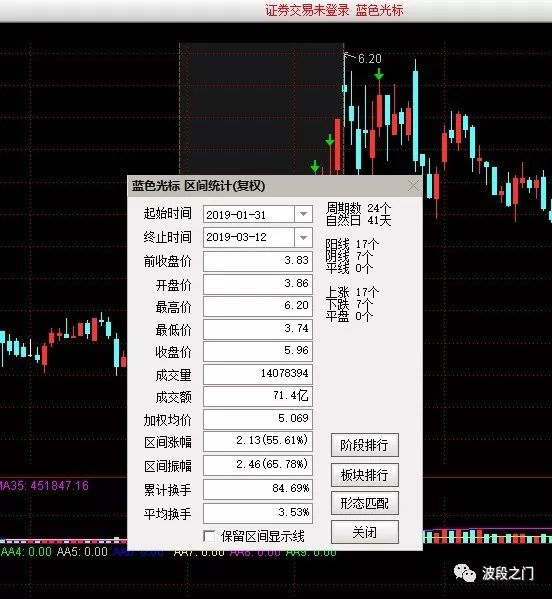 证券交易未登录 蓝色光标
6.20
蓝色光标 区间统计(复权)
起始时间 2019-01-31
终止时间 2019-03-12
前收盘价 3.83
开盘价 3.86
最高价 6.20
最低价 3.74
收盘价 5.96
成交量 14078394
成交额 71.4亿
加权均价 5.069
区间涨幅 2.13(55.61%)
区间振幅 2.46(65.78%)
累计换手 84.69%
平均换手 3.53%
保留区间显示线
周期数 24个
自然日 41天
阳线 17个
阴线 7个
平线 0个
上涨 17个
下跌 7个
平盘 0个
阶段排行
板块排行
形态匹配
关闭
MA35: 451847.16
AA4: 0.00 AA5: 0.00 AA6: 0.00 AA7: 0.00 AA8: 0.00 AA9: 0.00
波段之门